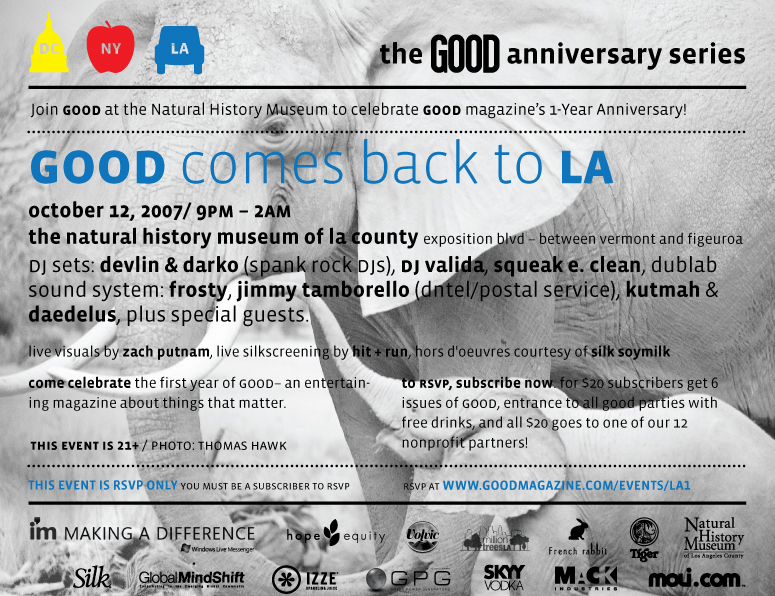 DC NY LA
the GOOD anniversary series
Join GOOD at the Natural History Museum to celebrate GOOD magazine's 1-Year Anniversary!
GOOD comes back to LA
october 12, 2007/ 9PM – 2AM
the natural history museum of la county exposition blvd – between vermont and figeuroa
DJ sets: devlin & darko (spank rock DJs), DJ valida, squeak e. clean, dublab
sound system: frosty, jimmy tamborello (dntel/postal service), kutmah &
daedelus, plus special guests.
live visuals by zach putnam, live silkscreening by hit + run, hors d'oeuvres courtesy of silk soymilk
come celebrate the first year of GOOD– an entertain-
ing magazine about things that matter.
THIS EVENT IS 21+ / PHOTO: THOMAS HAWK
to RSVP, subscribe now. for $20 subscribers get 6
issues of GOOD, entrance to all good parties with
free drinks, and all $20 goes to one of our 12
nonprofit partners!
THIS EVENT IS RSVP ONLY YOU MUST BE A SUBSCRIBER TO RSVP
RSVP AT WWW.GOODMAGAZINE.COM/EVENTS/LA1
i'm MAKING A DIFFERENCE
Windows Live Messenger
hope equity
Volvic
million
trees LA
French rabbit
Tiger
Natural
History
Museum
of Los Angeles County
Silk
GlobalMindShift
IZZE
SPARKLING JUICE
GPG
SKYY
VODKA
MACK
INDUSTRIES
moli.com